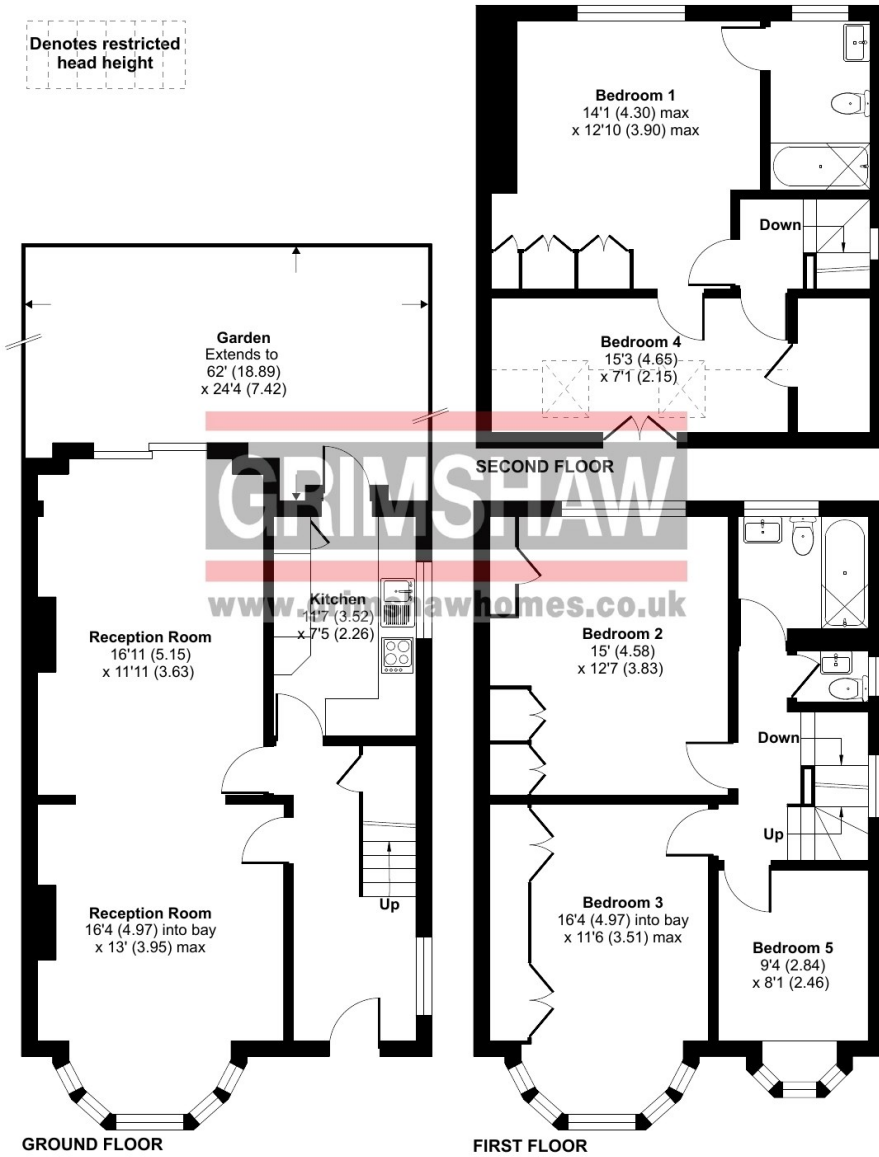 Denotes restricted
head height
Garden
Extends to
62' (18.89)
x 24'4 (7.42)
Kitchen
11'7 (3.52)
x 7'5 (2.26)
Reception Room
16'11 (5.15)
x 11'11 (3.63)
Up
Reception Room
16'4 (4.97) into bay
x 13' (3.95) max
GROUND FLOOR
Bedroom 1
14'1 (4.30) max
x 12'10 (3.90) max
Down
Bedroom 4
15'3 (4.65)
x 7'1 (2.15)
SECOND FLOOR
GRIMSHAW
www.grimshawhomes.co.uk
Bedroom 2
15' (4.58)
x 12'7 (3.83)
Down
Up
Bedroom 3
16'4 (4.97) into bay
x 11'6 (3.51) max
Bedroom 5
9'4 (2.84)
x 8'1 (2.46)
FIRST FLOOR